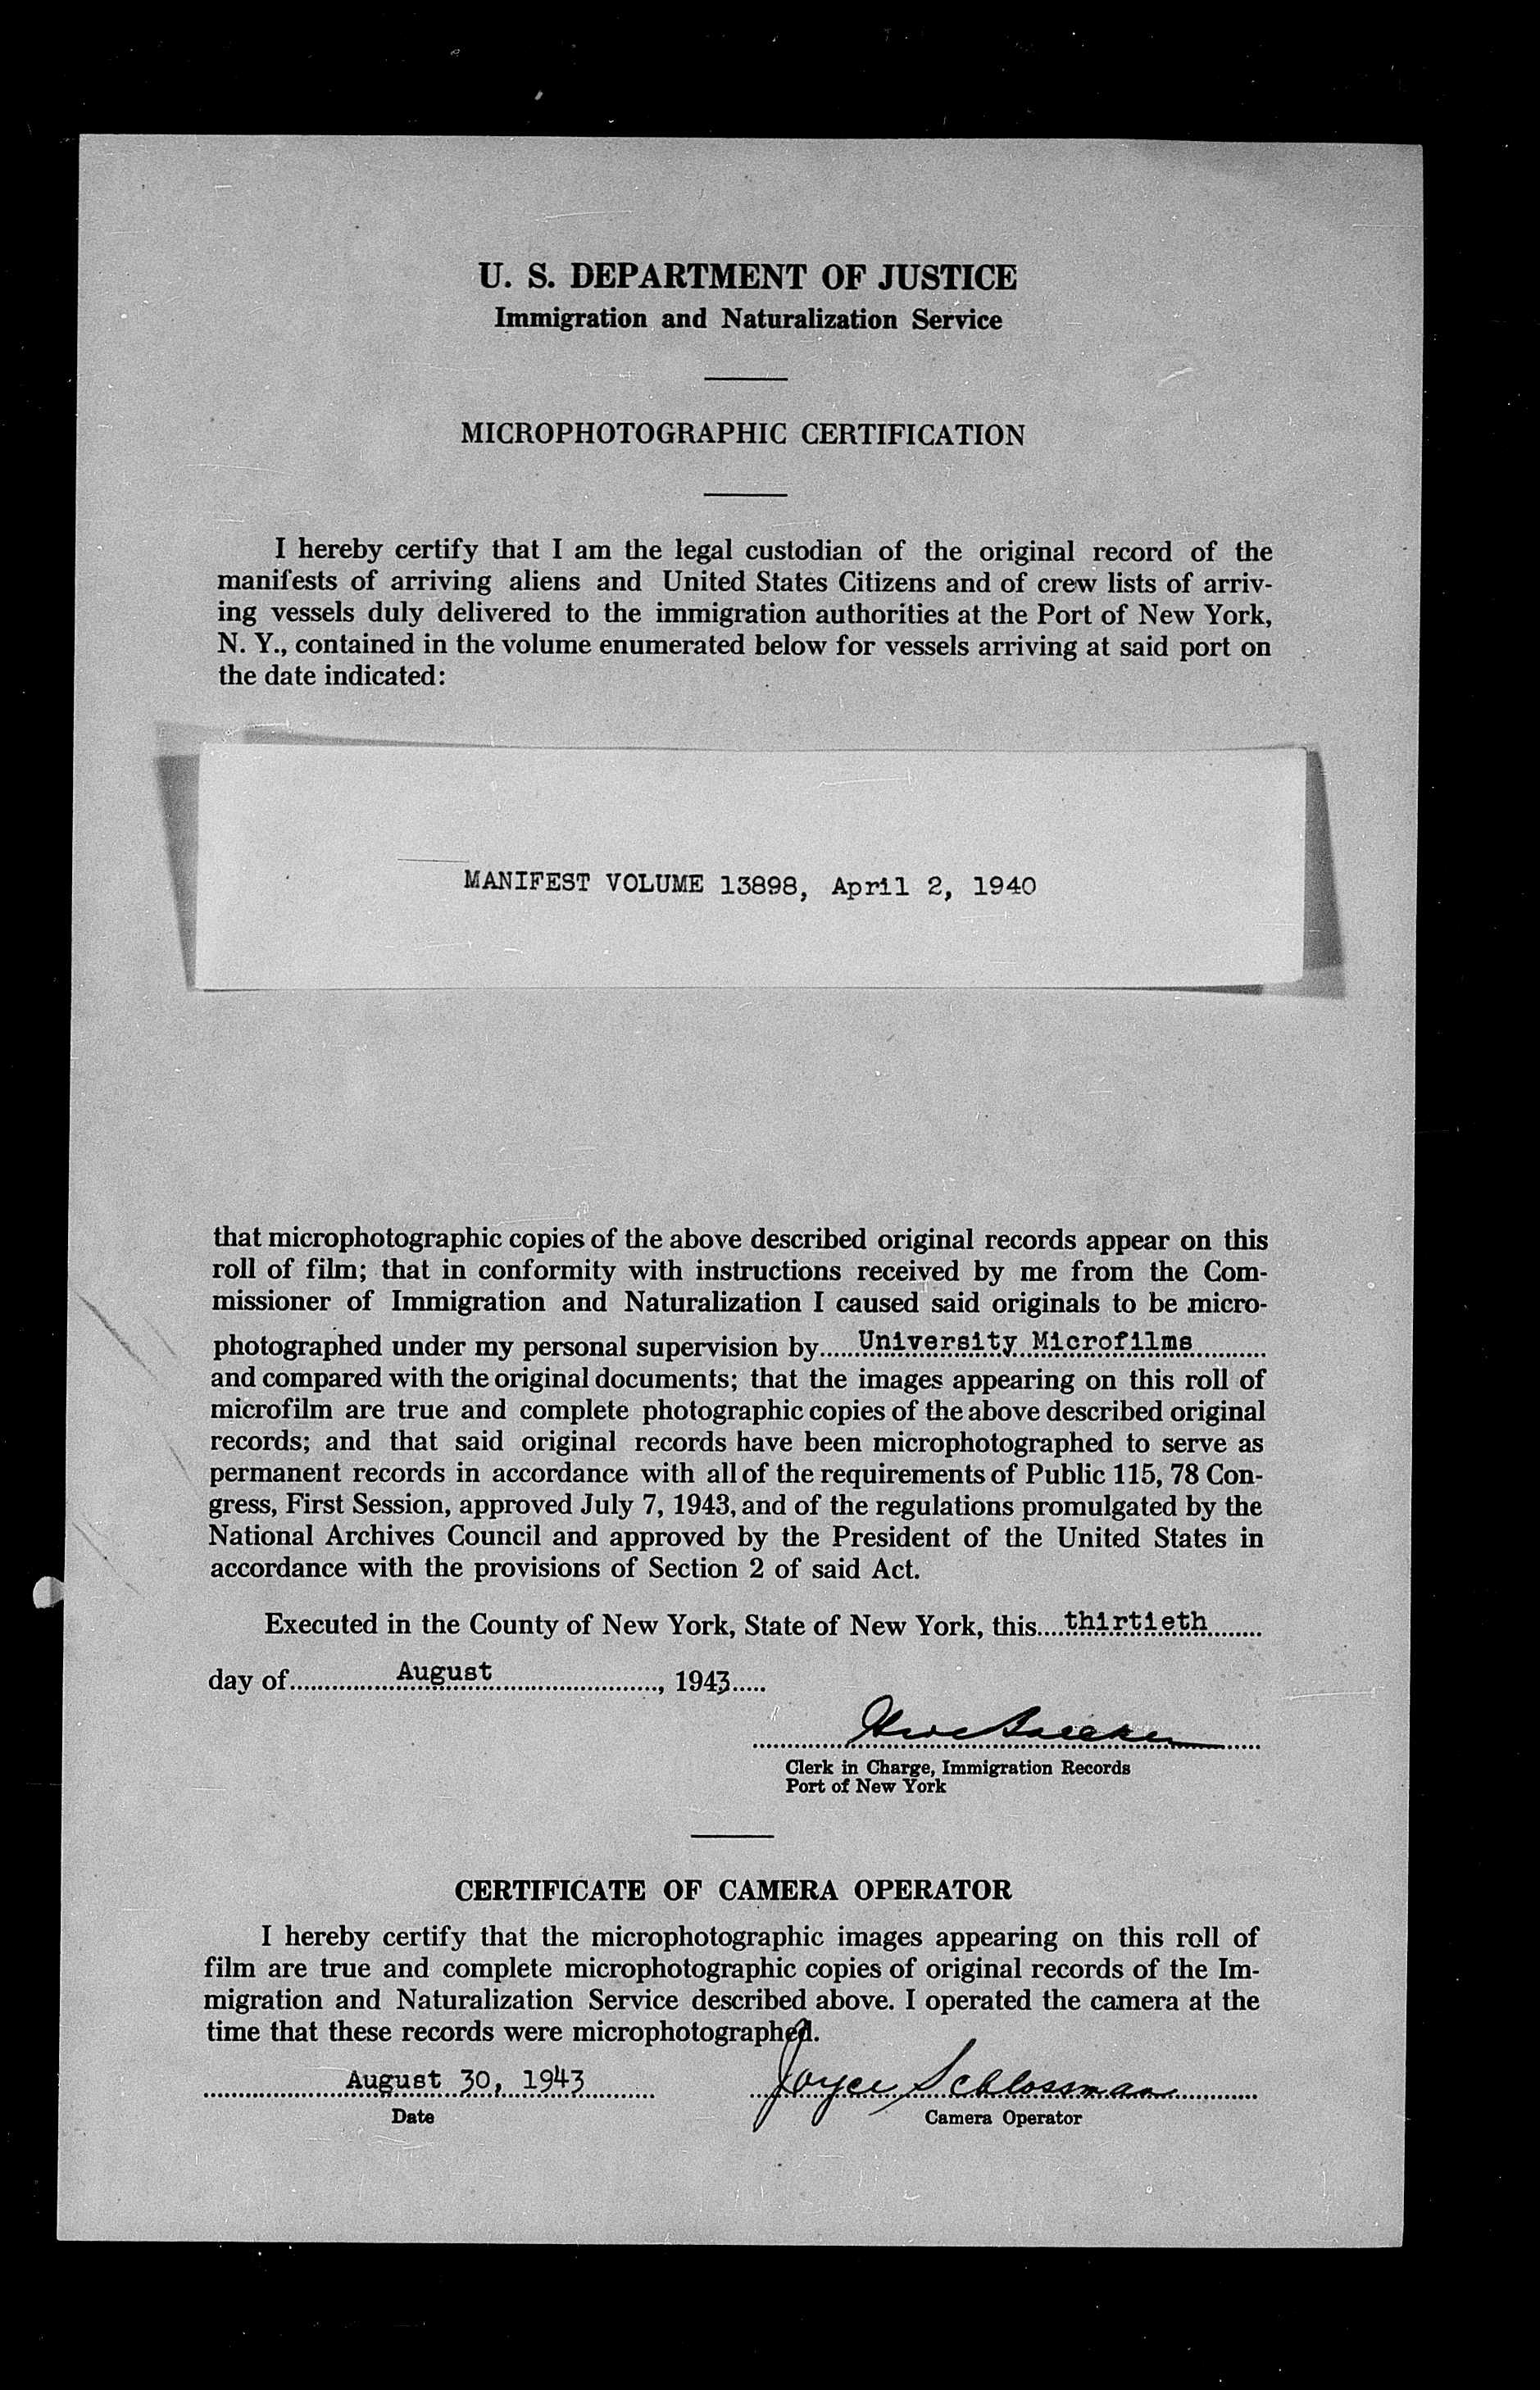 U. S. DEPARTMENT OF JUSTICE
Immigration and Naturalization Service
MICROPHOTOGRAPHIC CERTIFICATION
I hereby certify that I am the legal custodian of the original record of the
manifests of arriving aliens and United States Citizens and of crew lists of arriv-
ing vessels duly delivered to the immigration authorities at the Port of New York,
N. Y., contained in the volume enumerated below for vessels arriving at said port on
the date indicated:
MANIFEST VOLUME 13898, April 2, 1940
that microphotographic copies of the above described original records appear on this
roll of film; that in conformity with instructions received by me from the Com-
missioner of Immigration and Naturalization I caused said originals to be micro-
photographed under my personal supervision by......University Microfilms...........
and compared with the original documents; that the images appearing on this roll of
microfilm are true and complete photographic copies of the above described original
records; and that said original records have been microphotographed to serve as
permanent records in accordance with all of the requirements of Public 115, 78 Con-
gress, First Session, approved July 7, 1943, and of the regulations promulgated by the
National Archives Council and approved by the President of the United States in
accordance with the provisions of Section 2 of said Act.
Executed in the County of New York, State of New York, this....thirtieth........
day of................August........................., 1943.....
Clerk in Charge, Immigration Records
Port of New York
CERTIFICATE OF CAMERA OPERATOR
I hereby certify that the microphotographic images appearing on this roll of
film are true and complete microphotographic copies of original records of the Im-
migration and Naturalization Service described above. I operated the camera at the
time that these records were microphotographed.
August 30, 1943 Joyce Schlossman
Date Camera Operator